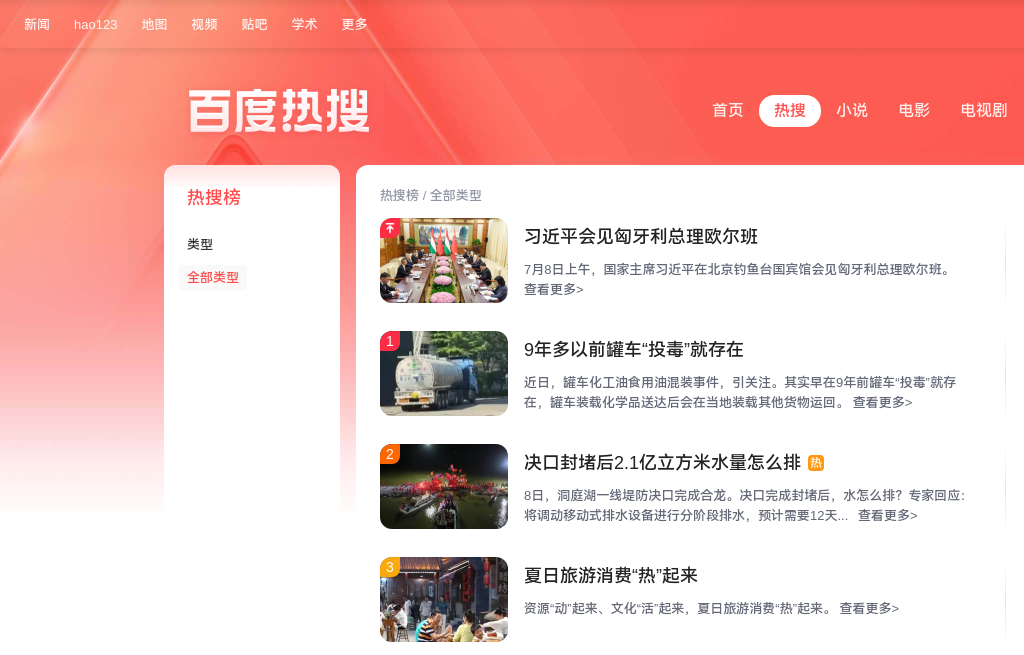 新闻 hao123 地图 视频 贴吧 学术 更多
百度热搜
首页 热搜 小说 电影 电视剧
热搜榜
类型
全部类型
热搜榜 / 全部类型
习近平会见匈牙利总理欧尔班
7月8日上午，国家主席习近平在北京钓鱼台国宾馆会见匈牙利总理欧尔班。
查看更多>
1
9年多以前罐车“投毒”就存在
近日，罐车化工油食用油混装事件，引关注。其实早在9年前罐车“投毒”就存
在，罐车装载化学品送达后会在当地装载其他货物运回。 查看更多>
2
决口封堵后2.1亿立方米水量怎么排 热
8日，洞庭湖一线堤防决口完成合龙。决口完成封堵后，水怎么排？专家回应：
将调动移动式排水设备进行分阶段排水，预计需要12天... 查看更多>
3
夏日旅游消费“热”起来
资源“动”起来、文化“活”起来，夏日旅游消费“热”起来。 查看更多>